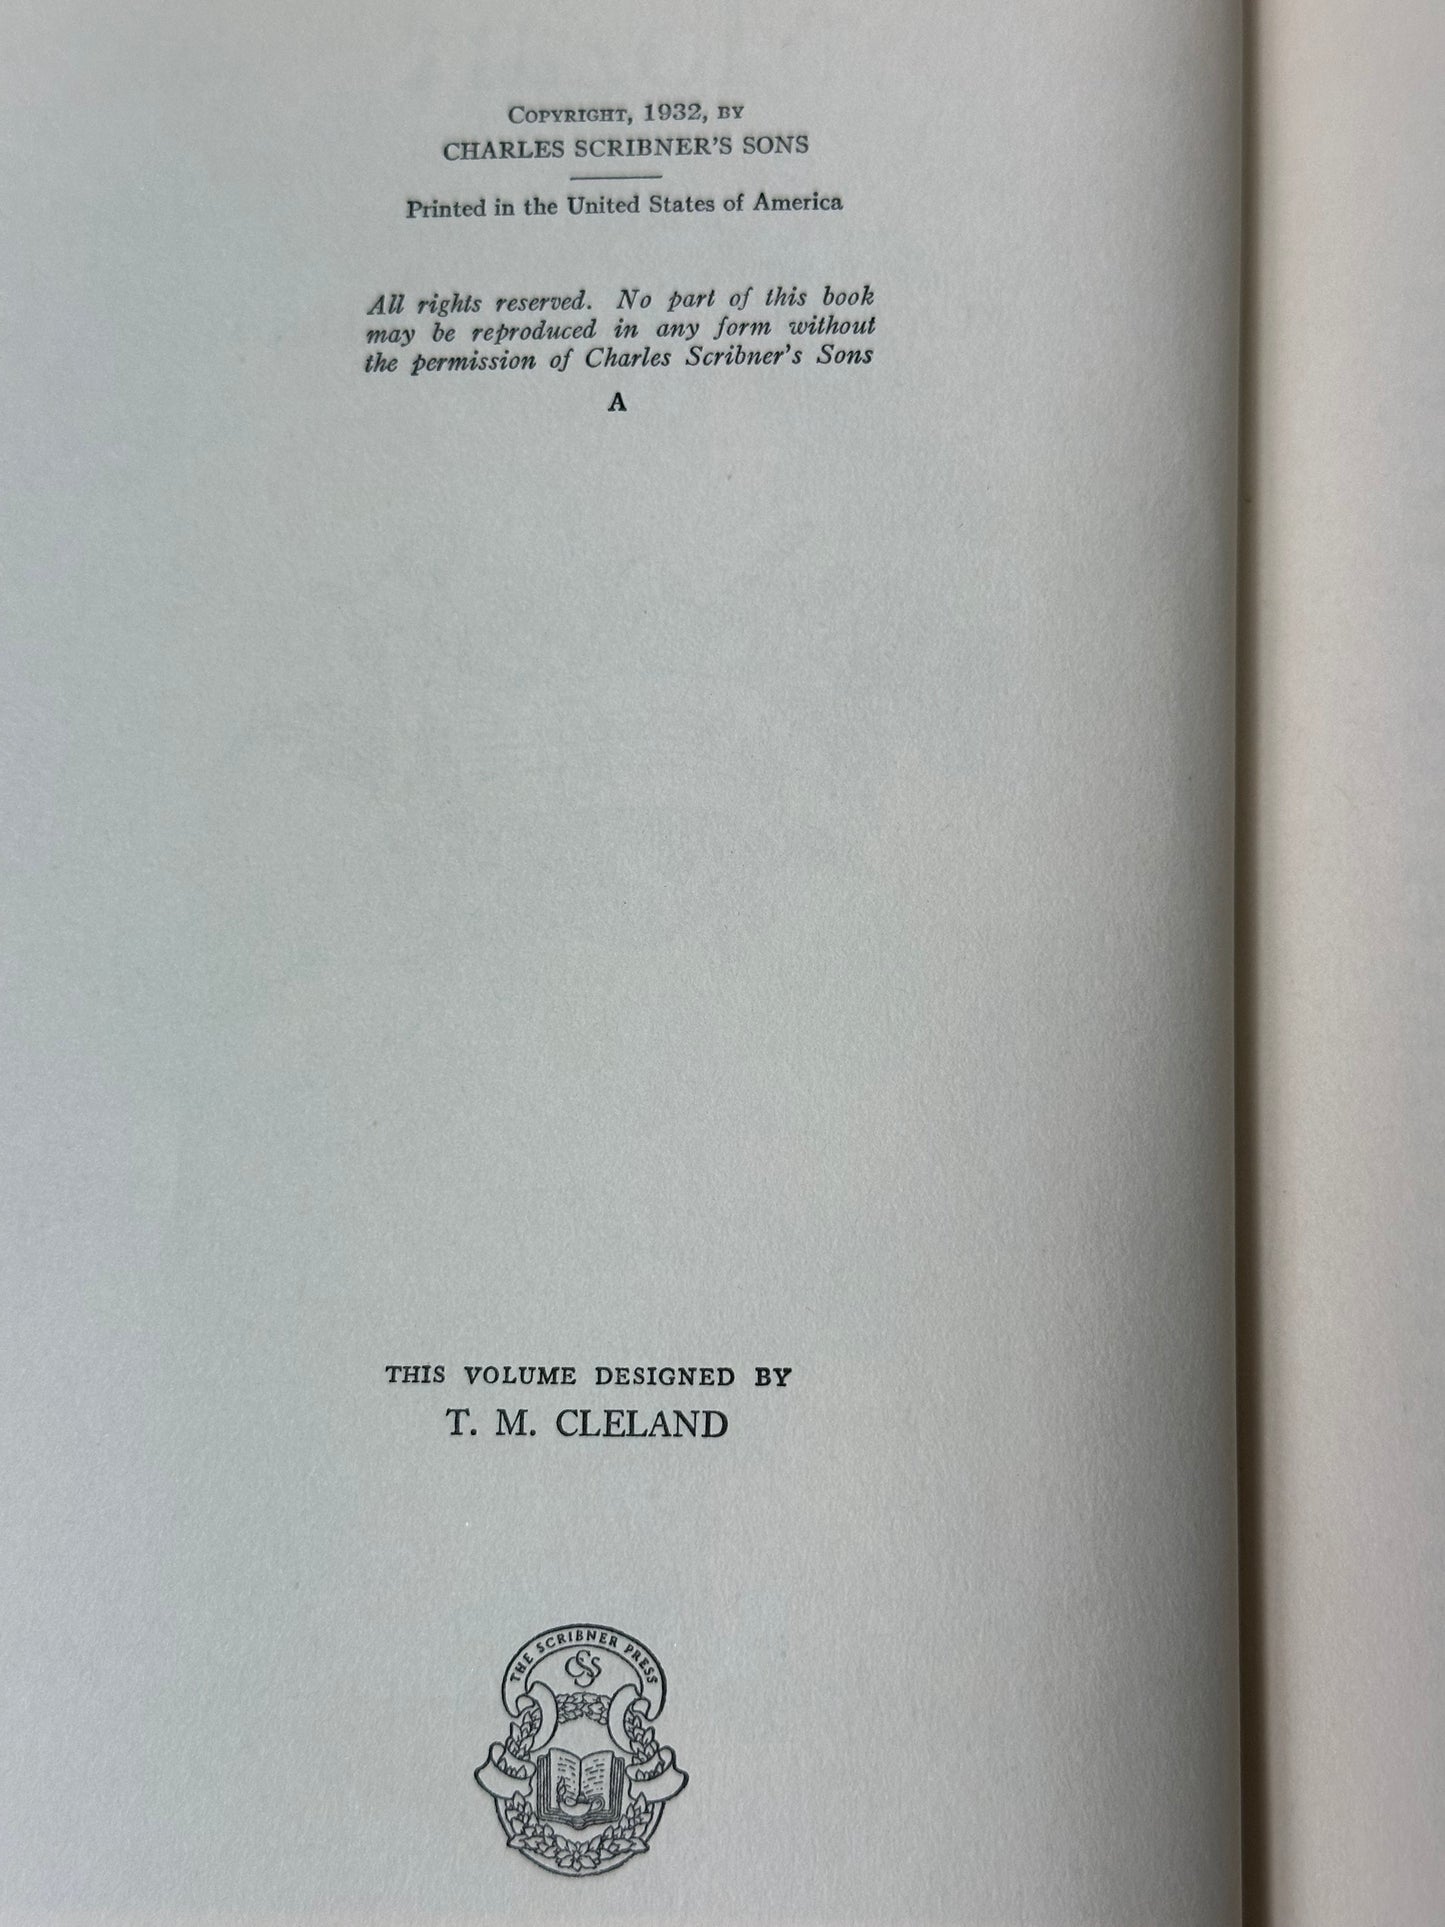 COPYRIGHT, 1932, BY
CHARLES SCRIBNER'S SONS
Printed in the United States of America
All rights reserved. No part of this book
may be reproduced in any form without
the permission of Charles Scribner's Sons
A
THIS VOLUME DESIGNED BY
T. M. CLELAND
THE SCRIBNER PRESS
CSS